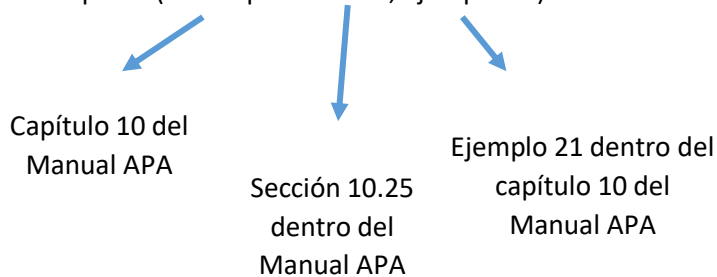 Capítulo 10 del
Manual APA
Sección 10.25
dentro del
Manual APA
Ejemplo 21 dentro del
capítulo 10 del
Manual APA